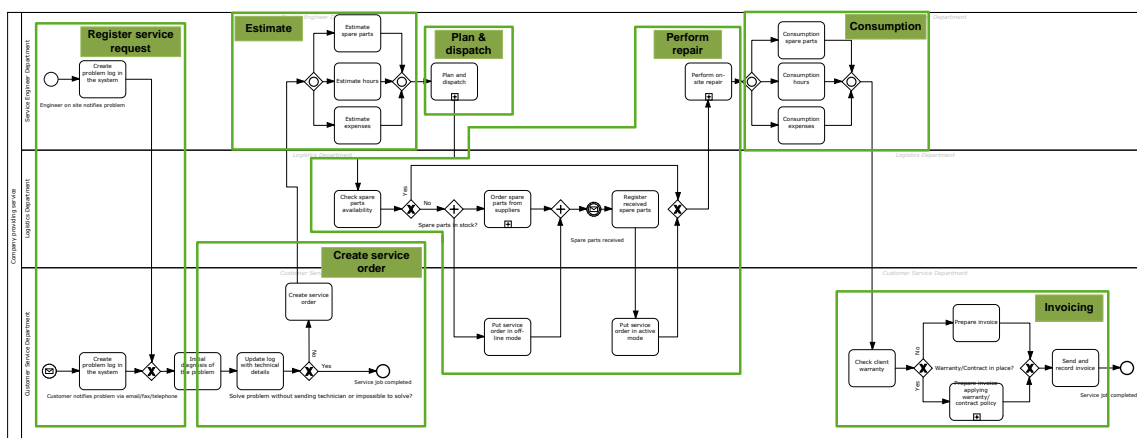 Company providing service
Service Engineer Department
Logistics Department
Customer Service Department
Register service
request
Create
problem log in
the system
Engineer on site notifies problem
Estimate
Estimate
spare parts
Estimate hours
Estimate
expenses
Plan &
dispatch
Plan and
dispatch
Perform
repair
Perform on-
site repair
Consumption
Consumption
spare parts
Consumption
hours
Consumption
expenses
Logistics Department
Logistics Department
Check spare
parts
availability
Yes
No
Spare parts in stock?
Order spare
parts from
suppliers
Spare parts received
Register
received
spare parts
Create service
order
Customer Service Department
Create service
order
Create
problem log in
the system
Customer notifies problem via email/fax/telephone
Initial
diagnosis of
the problem
Update log
with technical
details
No
Yes
Service job completed
Solve problem without sending technician or impossible to solve?
Put service
order in off-
line mode
Put service
order in active
mode
Invoicing
Check client
warranty
No
Yes
Warranty/Contract in place?
Prepare invoice
Prepare invoice
applying
warranty/
contract policy
Send and
record invoice
Service job completed